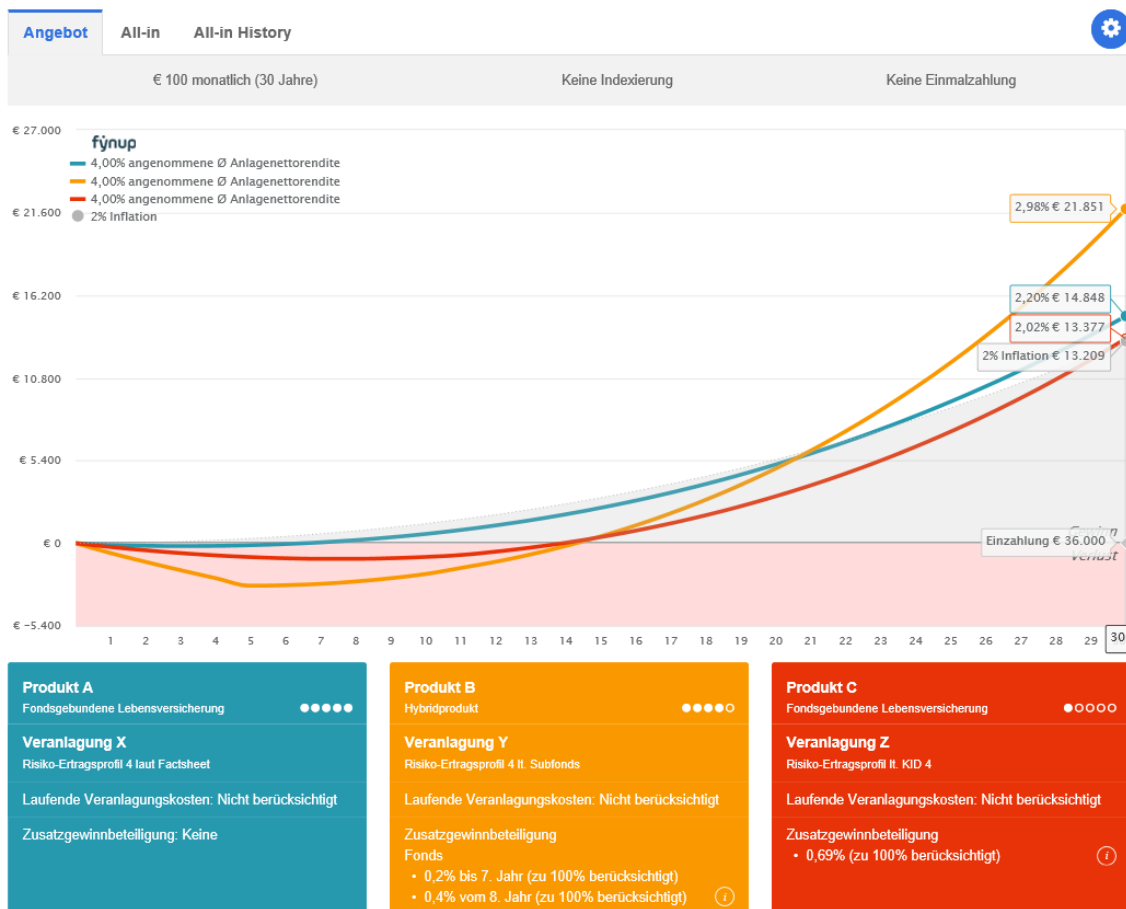 Angebot All-in All-in History
€ 100 monatlich (30 Jahre) Keine Indexierung Keine Einmalzahlung
€ 27.000
fynup
4,00% angenommene Ø Anlagenettorendite
4,00% angenommene Ø Anlagenettorendite
4,00% angenommene Ø Anlagenettorendite
2% Inflation
2,98% € 21.851
€ 21.600
2,20% € 14.848
€ 16.200
2,02% € 13.377
2% Inflation € 13.209
€ 10.800
€ 5.400
€ 0
Gewinn
Einzahlung € 36.000
Verlust
€ −5.400
1 2 3 4 5 6 7 8 9 10 11 12 13 14 15 16 17 18 19 20 21 22 23 24 25 26 27 28 29 30
Produkt A
Fondsgebundene Lebensversicherung
Veranlagung X
Risiko-Ertragsprofil 4 laut Factsheet
Laufende Veranlagungskosten: Nicht berücksichtigt
Zusatzgewinnbeteiligung: Keine
Produkt B
Hybridprodukt
Veranlagung Y
Risiko-Ertragsprofil 4 lt. Subfonds
Laufende Veranlagungskosten: Nicht berücksichtigt
Zusatzgewinnbeteiligung
Fonds
• 0,2% bis 7. Jahr (zu 100% berücksichtigt)
• 0,4% vom 8. Jahr (zu 100% berücksichtigt)
i
Produkt C
Fondsgebundene Lebensversicherung
Veranlagung Z
Risiko-Ertragsprofil lt. KID 4
Laufende Veranlagungskosten: Nicht berücksichtigt
Zusatzgewinnbeteiligung
• 0,69% (zu 100% berücksichtigt)
i